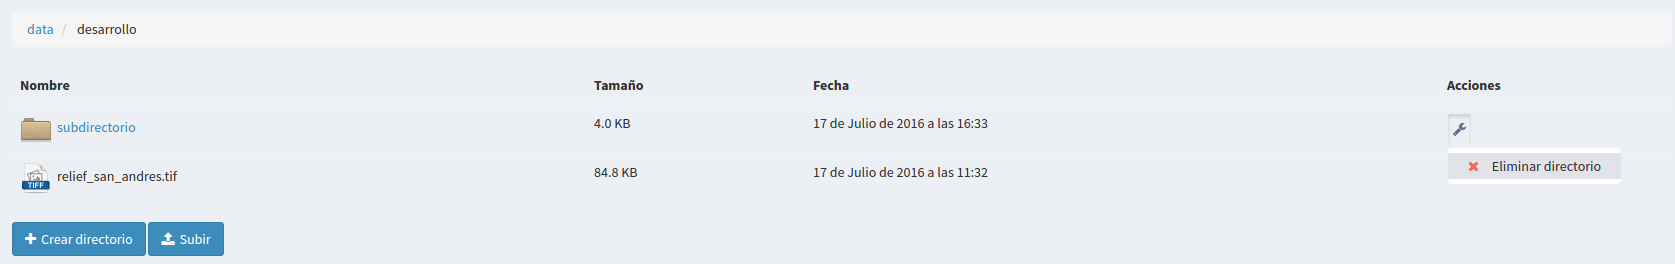 data / desarrollo
Nombre Tamaño Fecha Acciones
subdirectorio 4.0 KB 17 de Julio de 2016 a las 16:33
Eliminar directorio
TIFF relief_san_andres.tif 84.8 KB 17 de Julio de 2016 a las 11:32
Crear directorio Subir